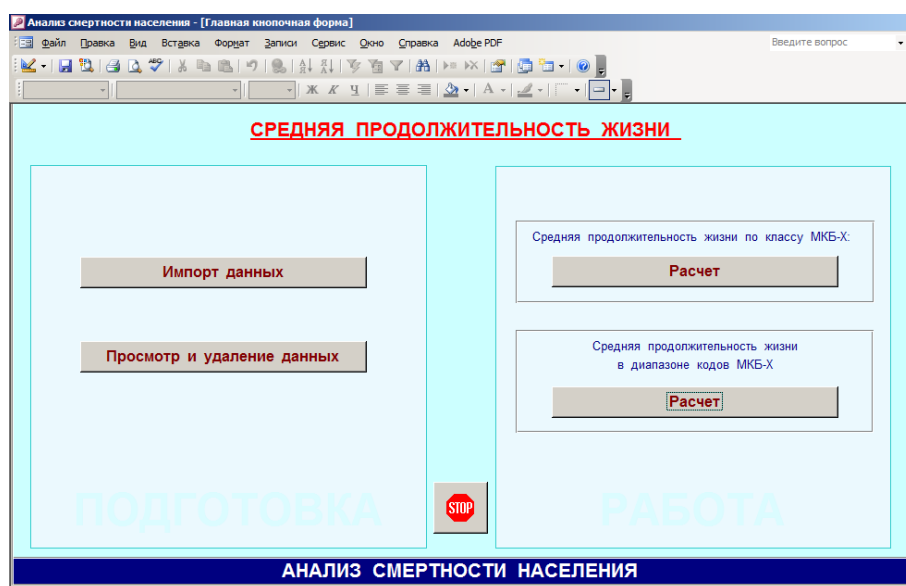 Анализ смертности населения - [Главная кнопочная форма]
Файл Правка Вид Вставка Формат Записи Сервис Окно Справка Adobe PDF Введите вопрос
Ж К Ч
СРЕДНЯЯ ПРОДОЛЖИТЕЛЬНОСТЬ ЖИЗНИ
Импорт данных
Просмотр и удаление данных
ПОДГОТОВКА
STOP
Средняя продолжительность жизни по классу МКБ-X:
Расчет
Средняя продолжительность жизни
в диапазоне кодов МКБ-X
Расчет
РАБОТА
АНАЛИЗ СМЕРТНОСТИ НАСЕЛЕНИЯ